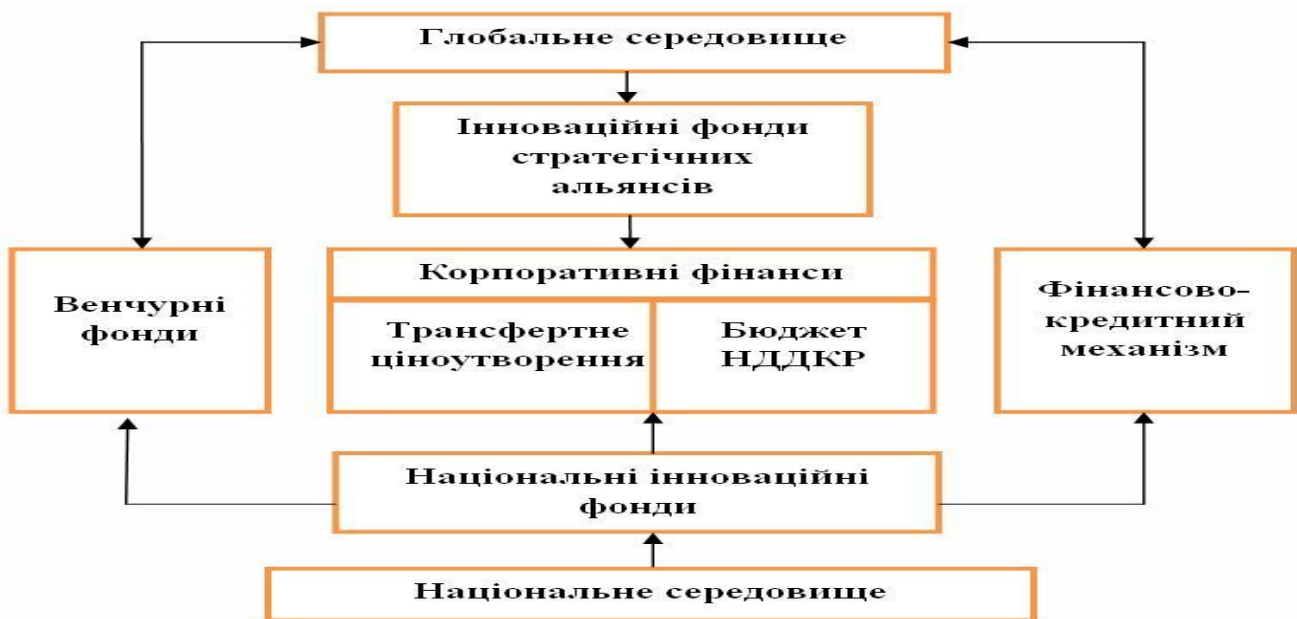 Глобальне середовище
Інноваційні фонди
стратегічних
альянсів
Венчурні
фонди
Корпоративні фінанси
Трансфертне
ціноутворення
Бюджет
НДДКР
Фінансово-
кредитний
механізм
Національні інноваційні
фонди
Національне середовище